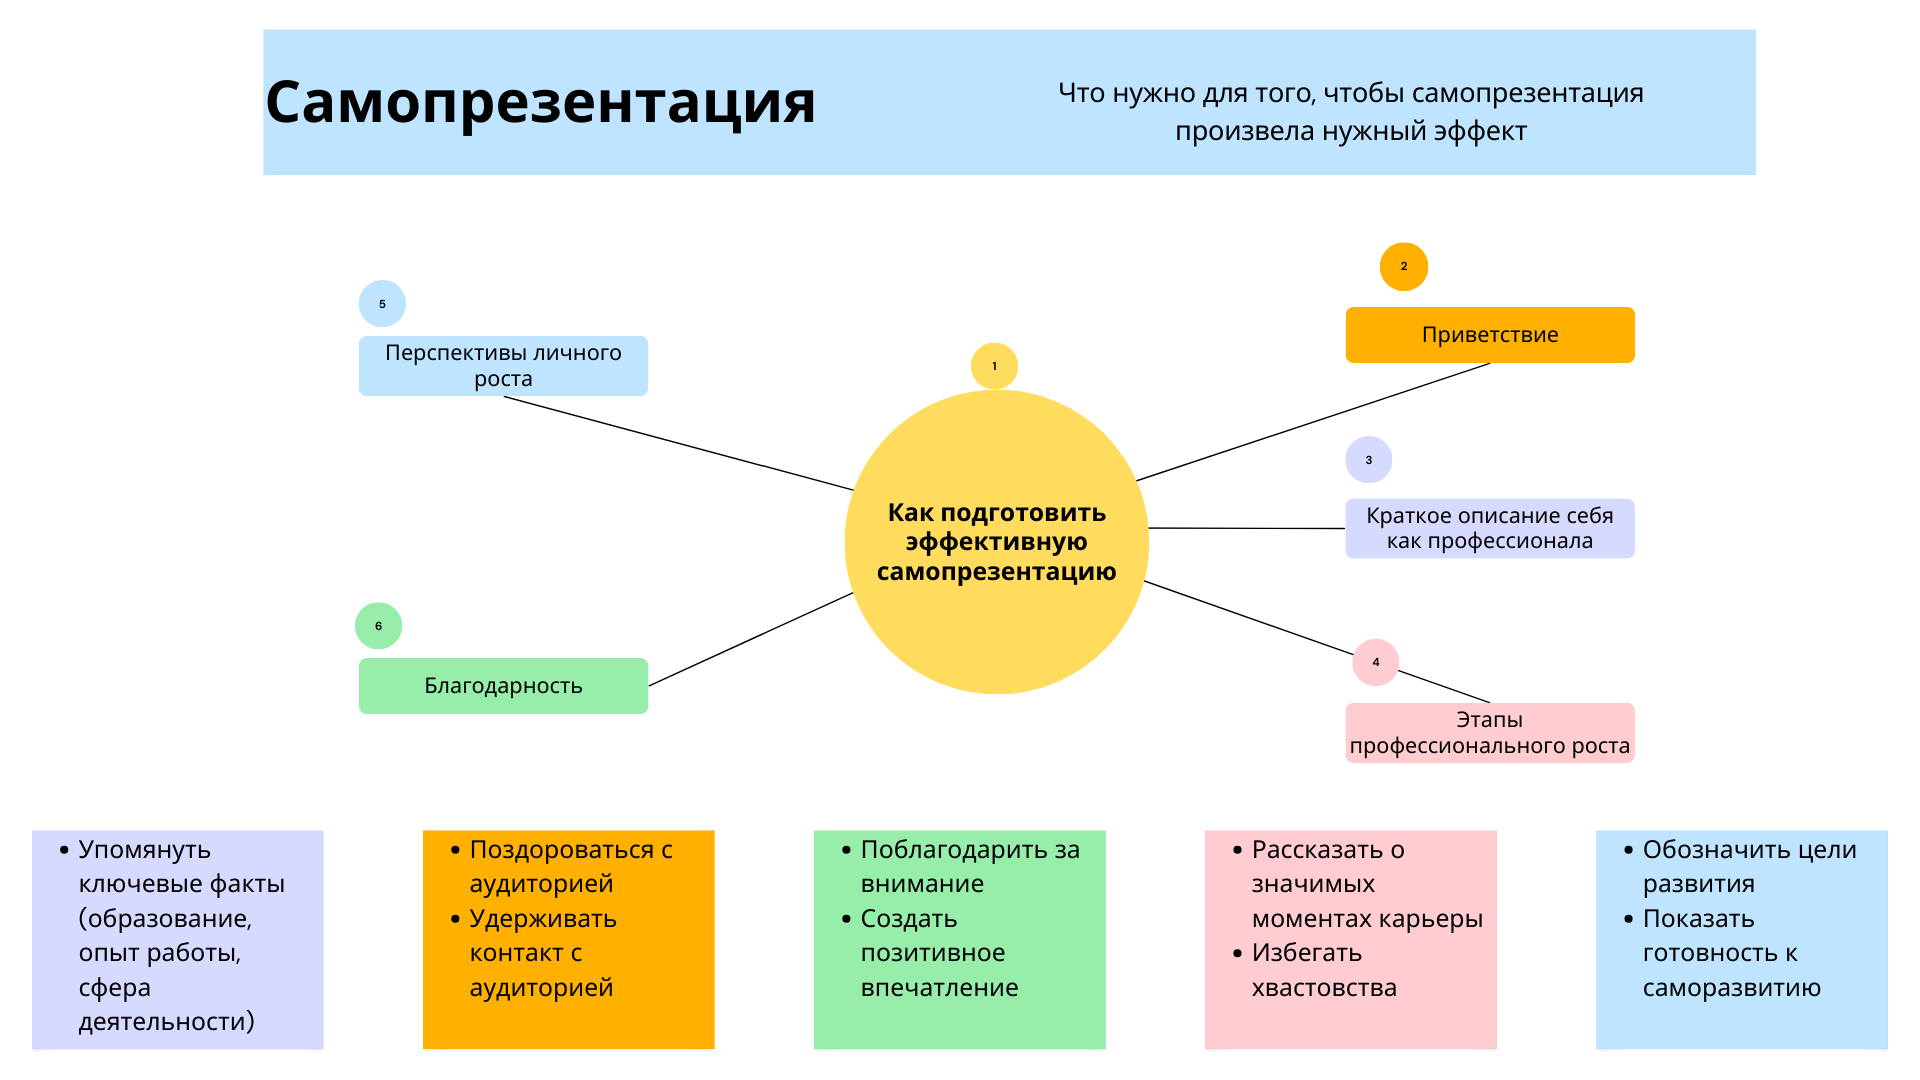 Самопрезентация
Что нужно для того, чтобы самопрезентация
произвела нужный эффект
5
Перспективы личного
роста
2
Приветствие
1
Как подготовить
эффективную
самопрезентацию
3
Краткое описание себя
как профессионала
6
Благодарность
4
Этапы
профессионального роста
• Упомянуть
ключевые факты
(образование,
опыт работы,
сфера
деятельности)
• Поздороваться с
аудиторией
• Удерживать
контакт с
аудиторией
• Поблагодарить за
внимание
• Создать
позитивное
впечатление
• Рассказать о
значимых
моментах карьеры
• Избегать
хвастовства
• Обозначить цели
развития
• Показать
готовность к
саморазвитию